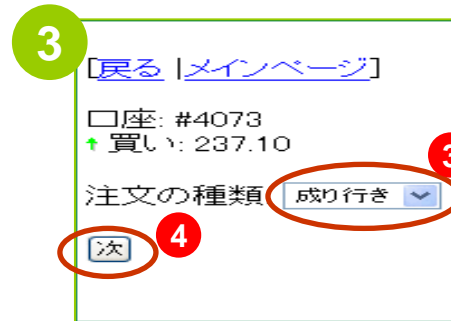 3
[戻る |メインページ]
口座: #4073
↑ 買い: 237.10
3
注文の種類 成り行き
次 4